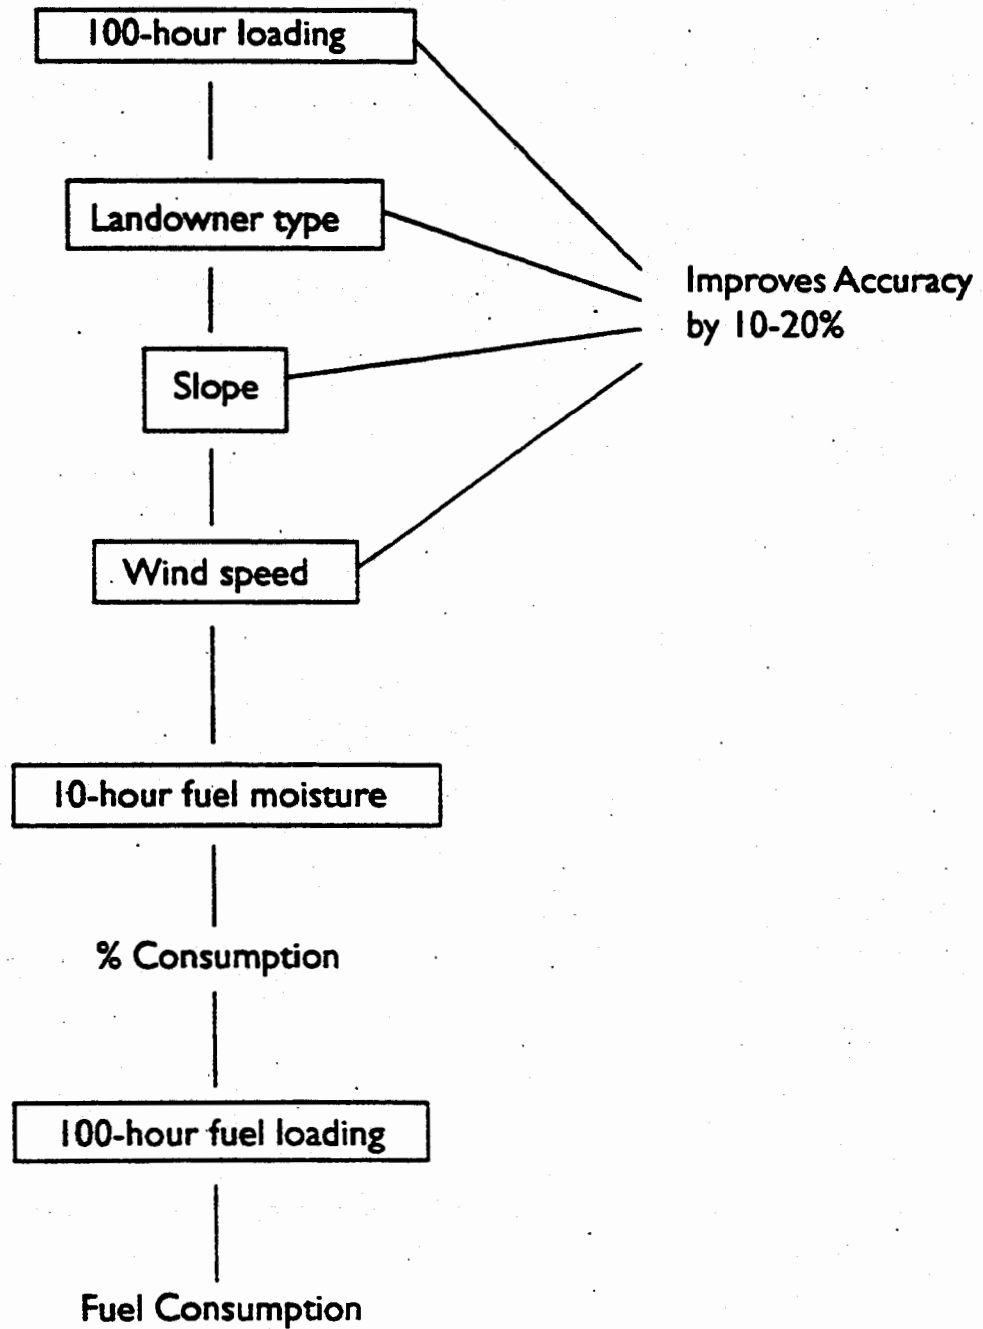 100-hour loading
Landowner type
Improves Accuracy
by 10-20%
Slope
Wind speed
10-hour fuel moisture
% Consumption
100-hour fuel loading
Fuel Consumption